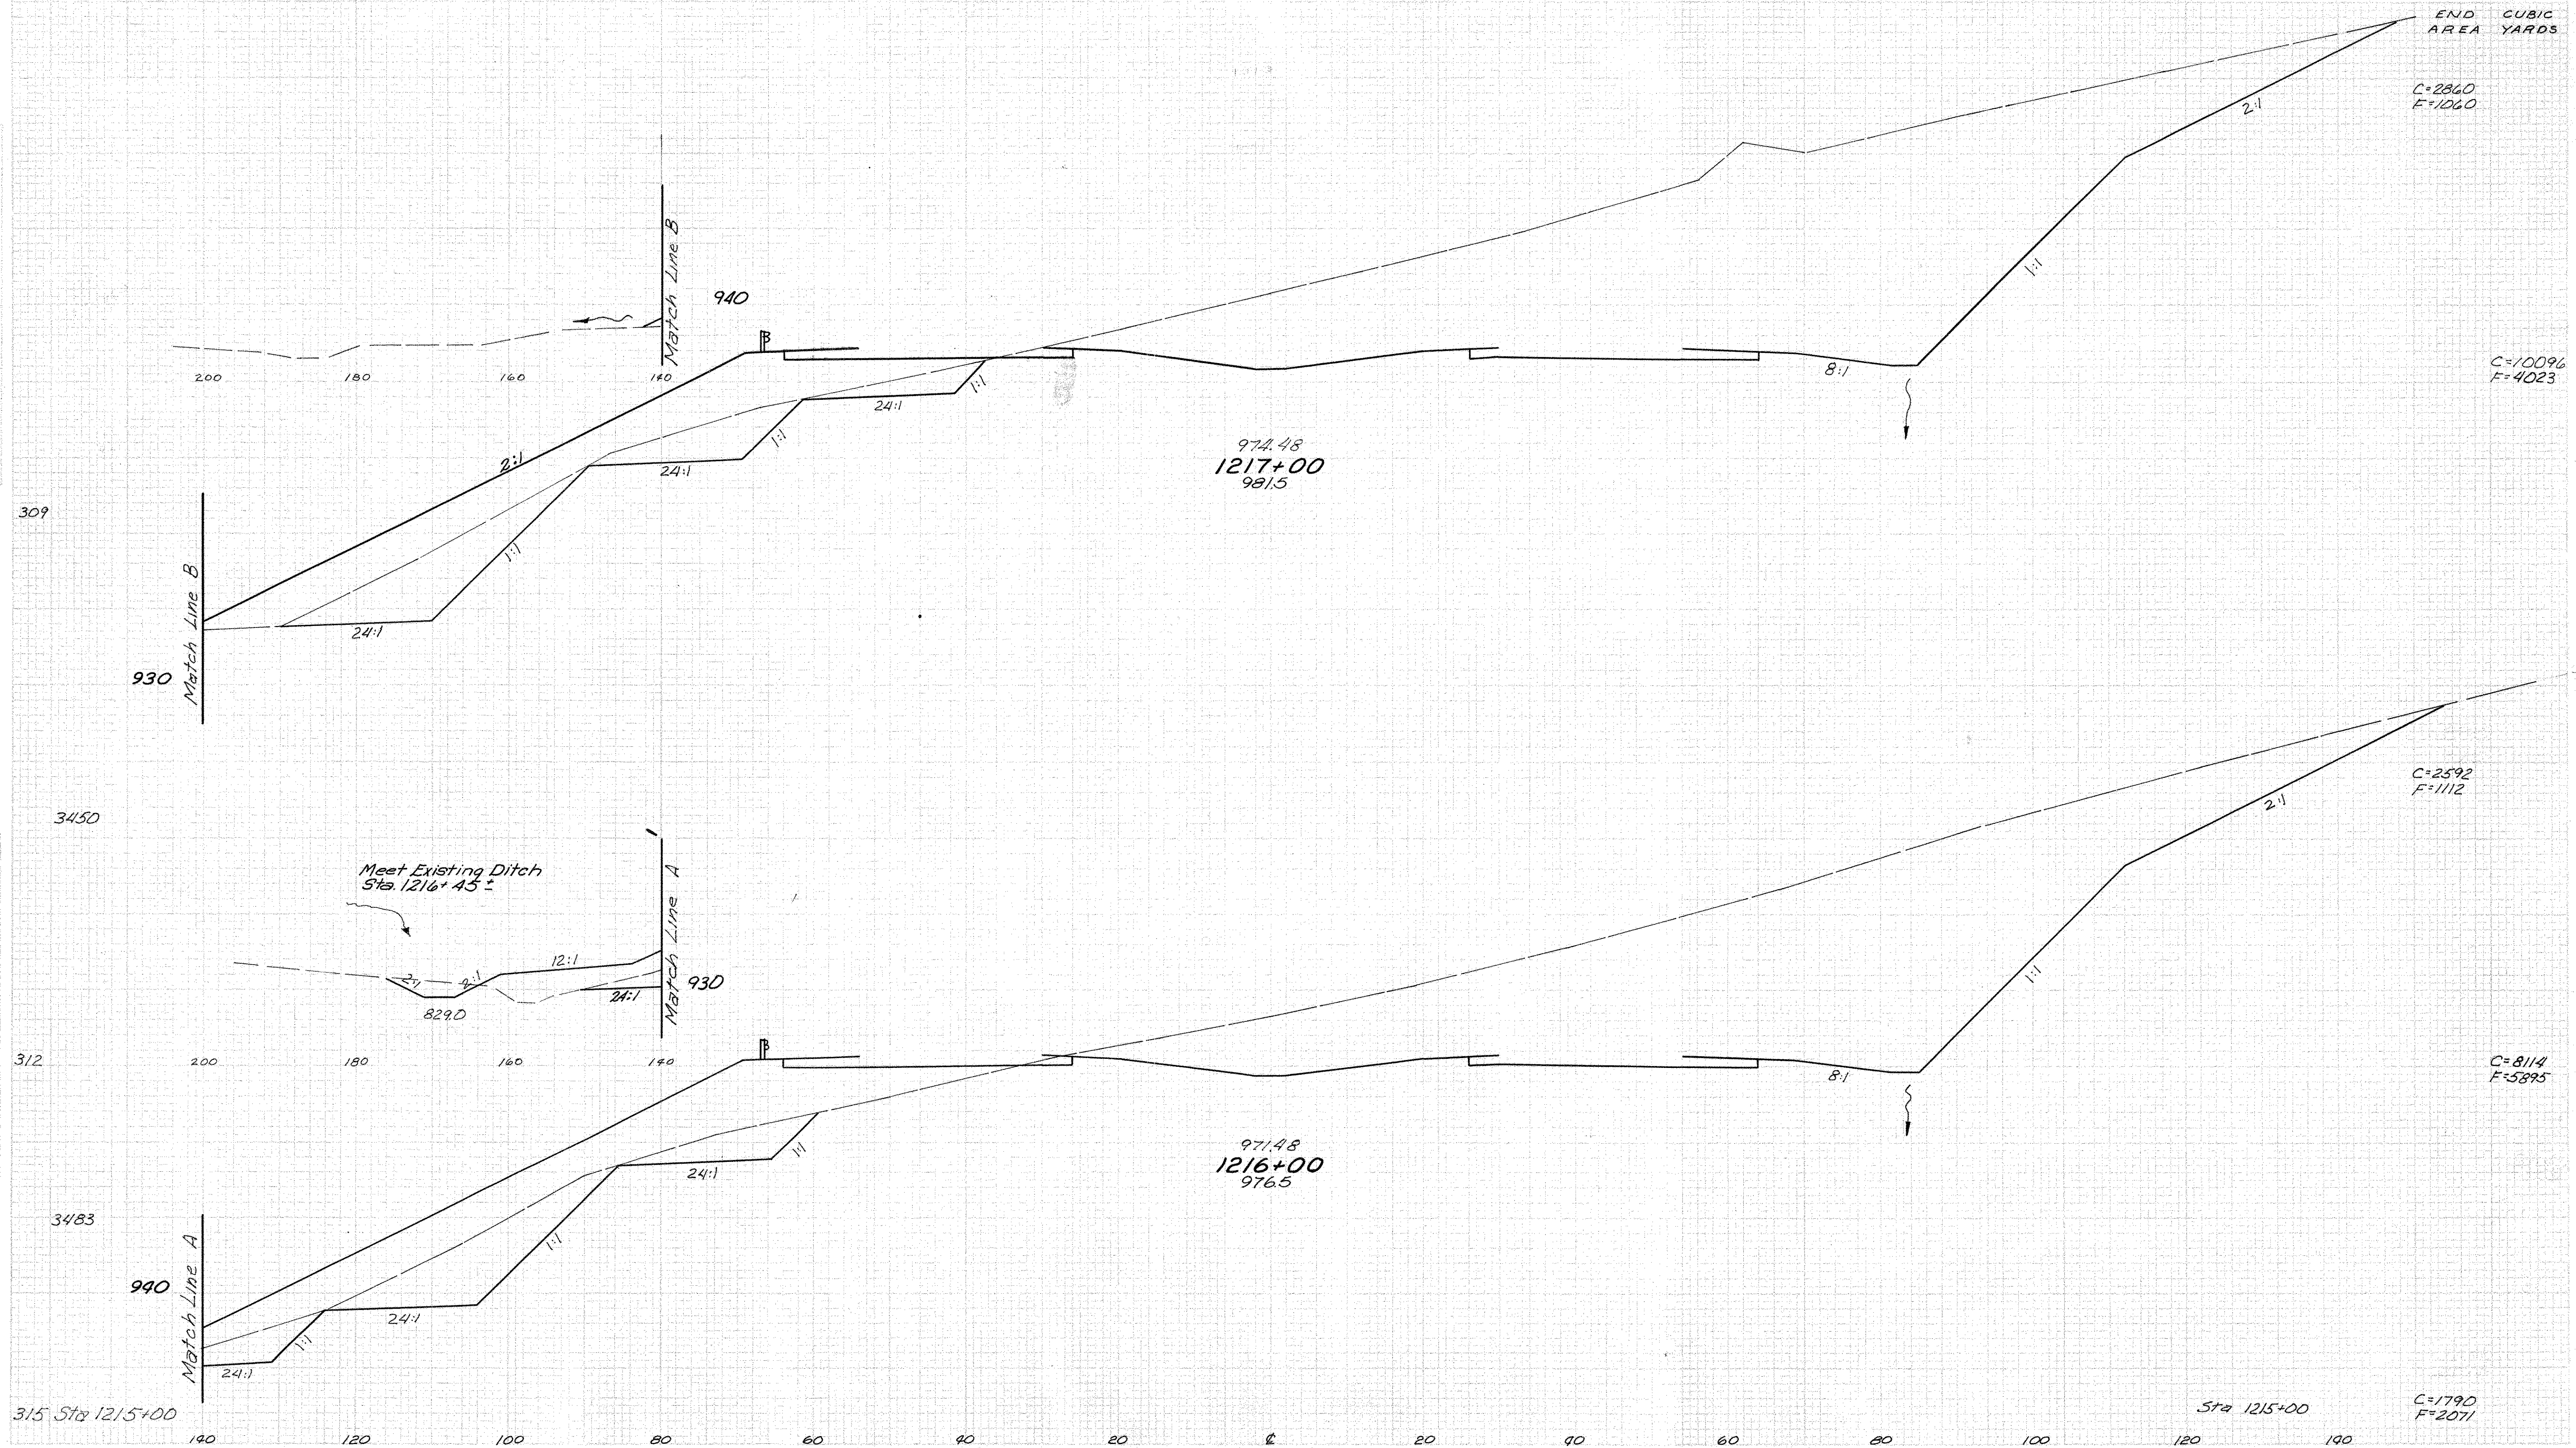 END CUBIC
AREA YARDS
C=2860
F=1060
2:1
Match Line B
940
1:1
200 180 160 140
8:1
C=10096
F=4023
1:1
24:1
974.48
1217+00
981.5
1:1
2:1
24:1
309
1:1
Match Line B
24:1
930
C=2592
F=1112
2:1
3450
Meet Existing Ditch
Sta. 1216+45 ±
Match Line A
12:1
2:1
2:1
930
24:1
829.0
1:1
312
200 180 160 140
8:1
C=8114
F=5895
971.48
1216+00
976.5
1:1
24:1
3483
1:1
Match Line A
940
24:1
1:1
24:1
315 Sta 1215+00
Sta 1215+00
C=1790
F=2071
140 120 100 80 60 40 20 ℄ 20 40 60 80 100 120 140